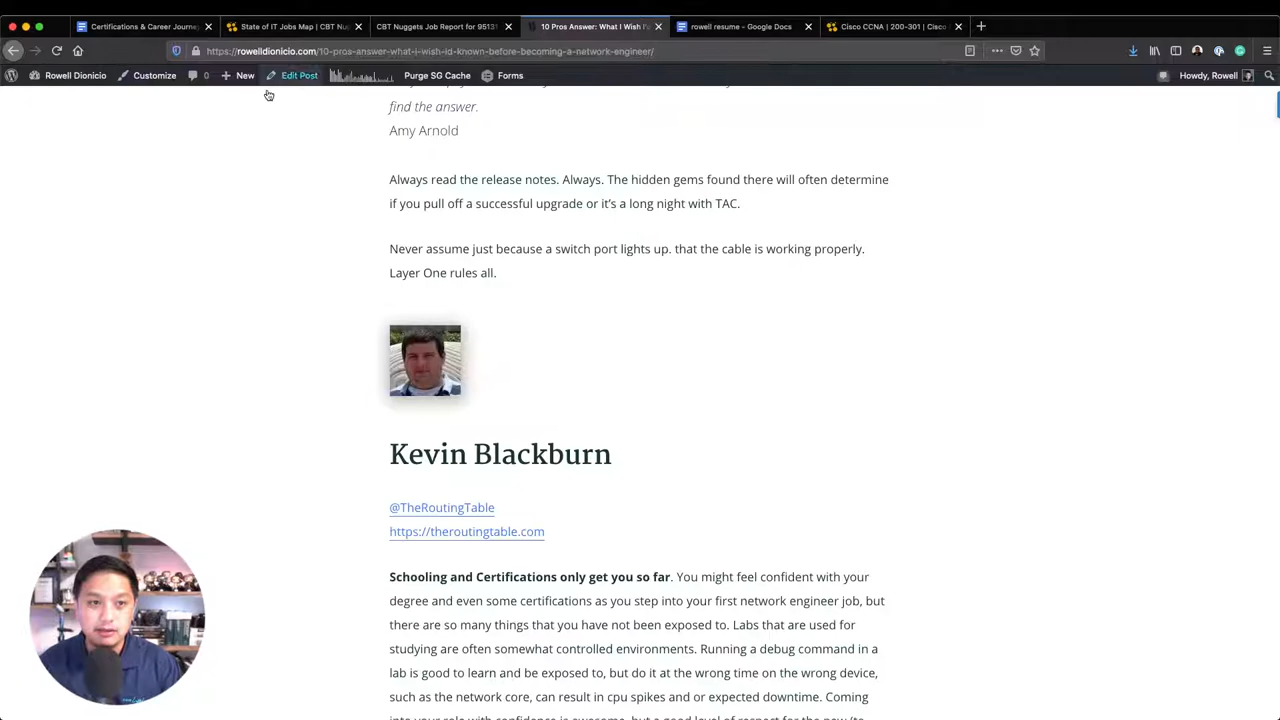 Certifications & Career Journey
State of IT Jobs Map | CBT Nug
CBT Nuggets Job Report for 95131
10 Pros Answer: What I Wish I'
rowell resume - Google Docs
Cisco CCNA | 200-301 | Cisco
https://rowelldionicio.com/10-pros-answer-what-i-wish-id-known-before-becoming-a-network-engineer/
Rowell Dionicio
Customize
0
New
Edit Post
Purge SG Cache
Forms
Howdy, Rowell
find the answer.
Amy Arnold
Always read the release notes. Always. The hidden gems found there will often determine
if you pull off a successful upgrade or it's a long night with TAC.
Never assume just because a switch port lights up. that the cable is working properly.
Layer One rules all.
Kevin Blackburn
@TheRoutingTable
https://theroutingtable.com
Schooling and Certifications only get you so far. You might feel confident with your
degree and even some certifications as you step into your first network engineer job, but
there are so many things that you have not been exposed to. Labs that are used for
studying are often somewhat controlled environments. Running a debug command in a
lab is good to learn and be exposed to, but do it at the wrong time on the wrong device,
such as the network core, can result in cpu spikes and or expected downtime. Coming